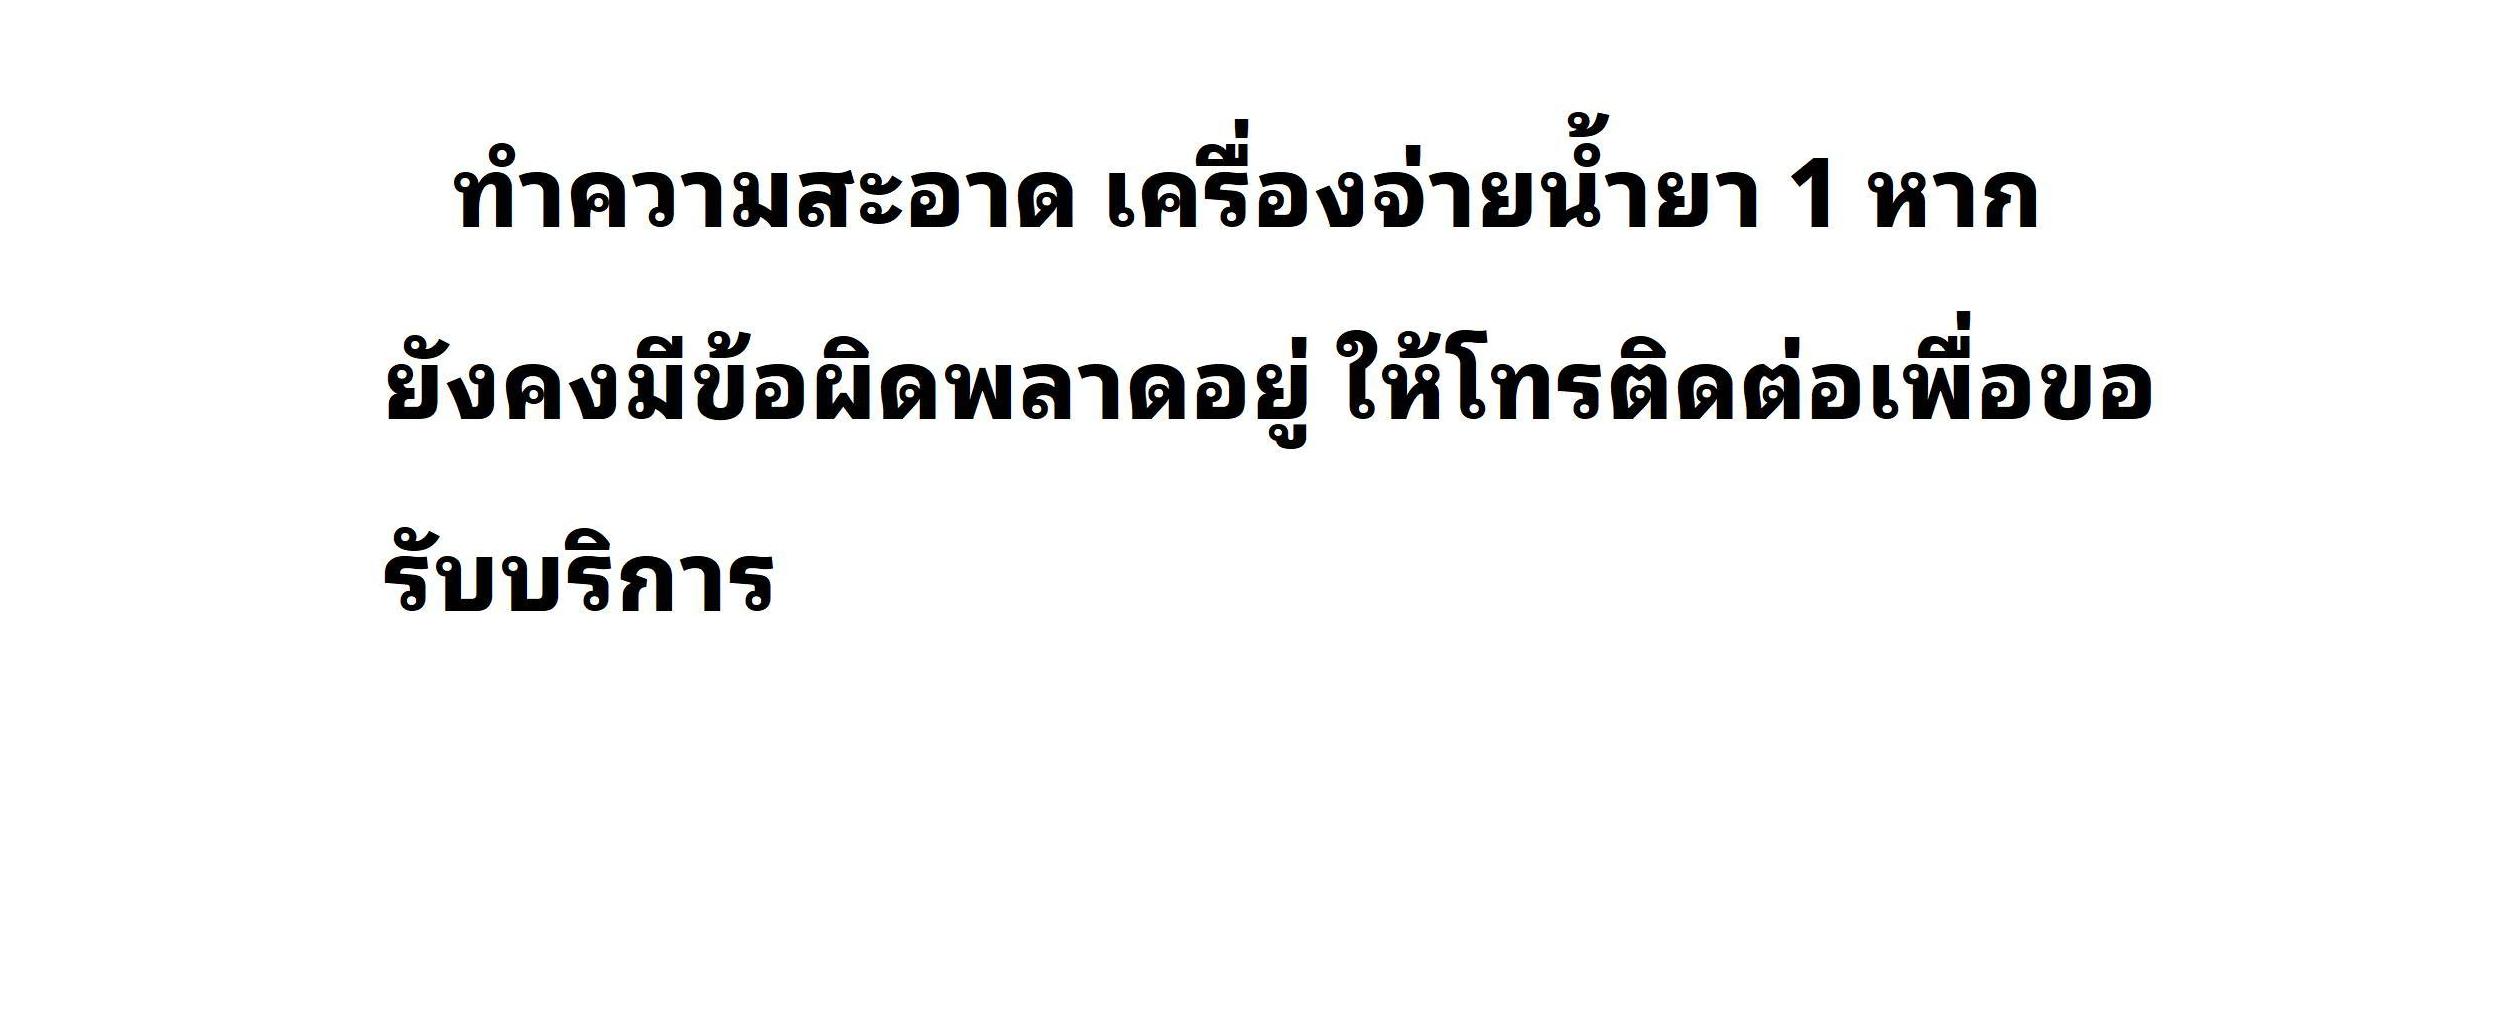 ทำความสะอาด เครื่องจ่ายน้ำยา 1 หาก
ยังคงมีข้อผิดพลาดอยู่ ให้โทรติดต่อเพื่อขอ
รับบริการ